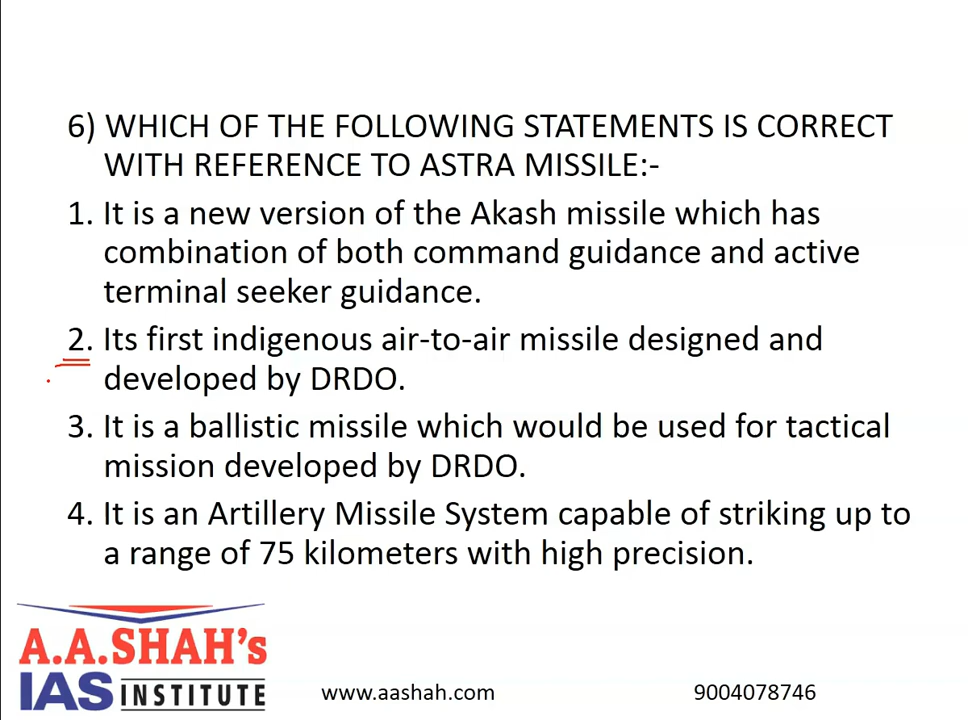 6) WHICH OF THE FOLLOWING STATEMENTS IS CORRECT
WITH REFERENCE TO ASTRA MISSILE:-
1. It is a new version of the Akash missile which has
combination of both command guidance and active
terminal seeker guidance.
2. Its first indigenous air-to-air missile designed and
developed by DRDO.
3. It is a ballistic missile which would be used for tactical
mission developed by DRDO.
4. It is an Artillery Missile System capable of striking up to
a range of 75 kilometers with high precision.
A.A.SHAH's
IAS INSTITUTE
www.aashah.com
9004078746